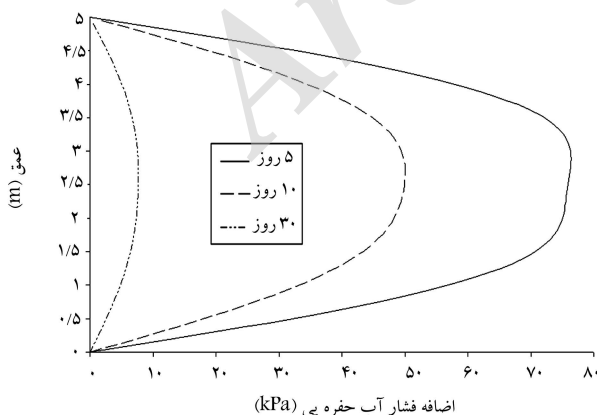 ۵
۴/۵
۴
۳/۵
۳
۲/۵
۲
۱/۵
۱
۰/۵
۰
عمق (m)
۵ روز
۱۰ روز
۳۰ روز
۰ ۱۰ ۲۰ ۳۰ ۴۰ ۵۰ ۶۰ ۷۰ ۸۰
اضافه فشار آب حفره یی (kPa)